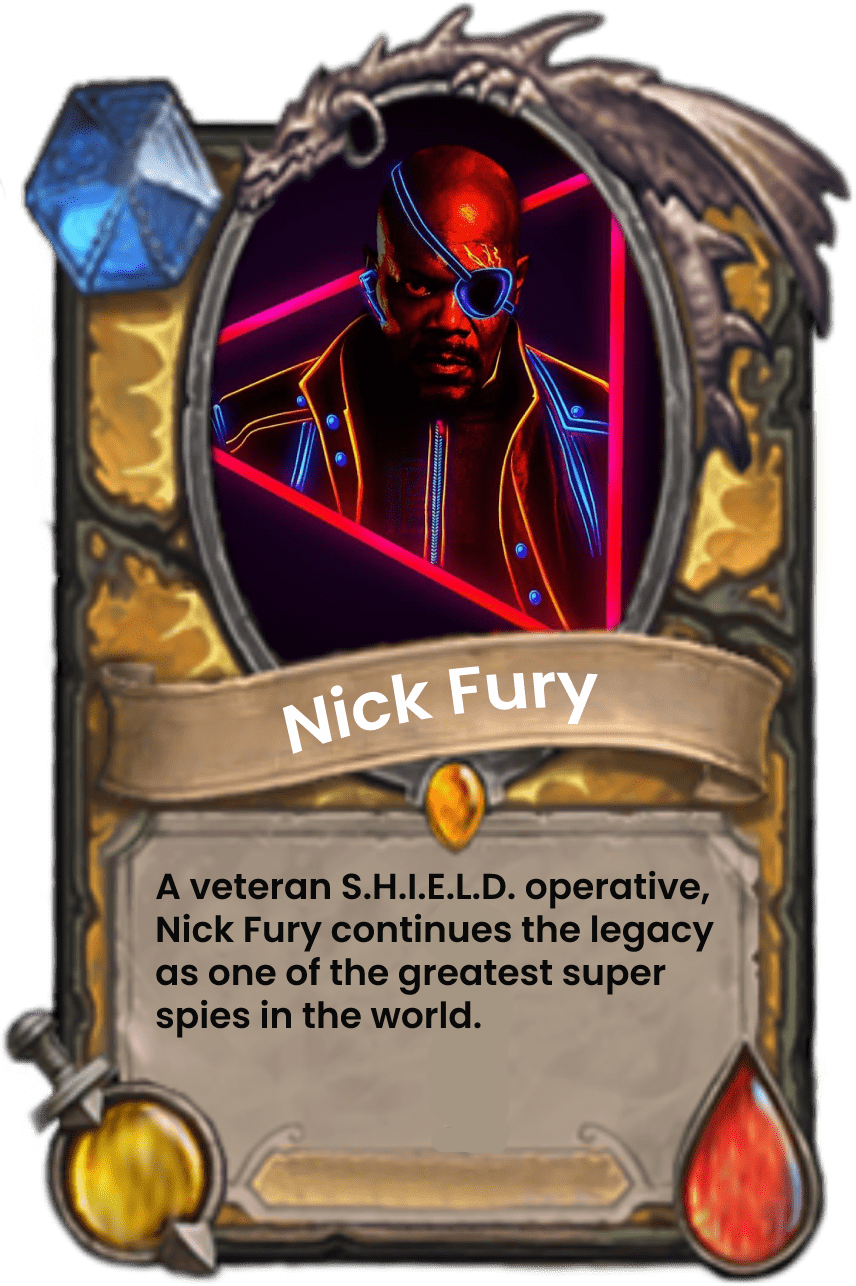 Nick Fury
A veteran S.H.I.E.L.D. operative,
Nick Fury continues the legacy
as one of the greatest super
spies in the world.